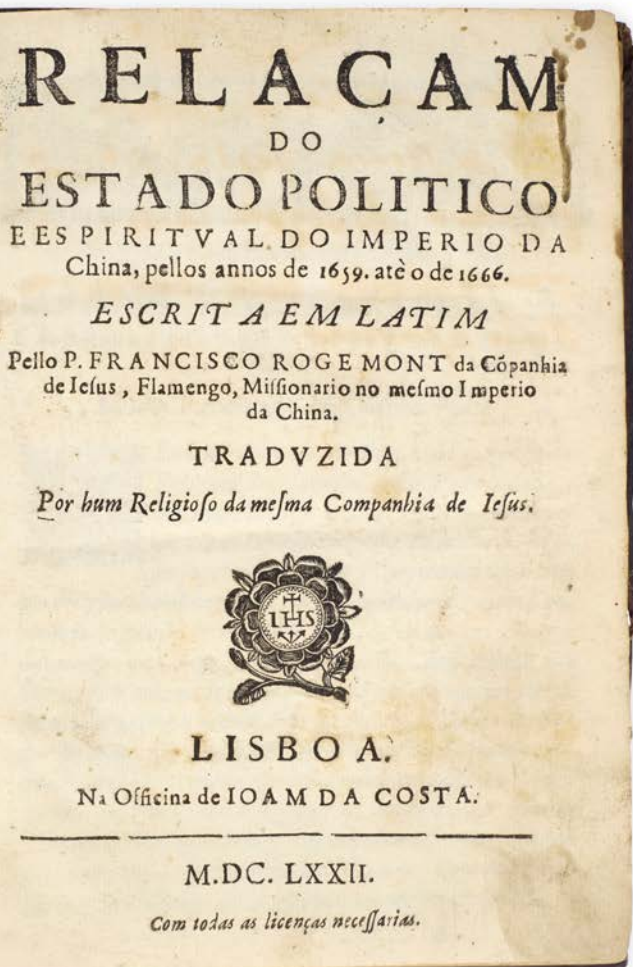 RELAÇAM
DO
ESTADO POLITICO
E ESPIRITVAL DO IMPERIO DA
China, pellos annos de 1659. atè o de 1666.
ESCRITA EM LATIM
Pello P. FRANCISCO ROGEMONT da Cõpanhia
de Ieſus, Flamengo, Miſſionario no meſmo Imperio
da China.
TRADVZIDA
Por hum Religioſo da meſma Companhia de Ieſus.
IHS
LISBOA.
Na Officina de IOAM DA COSTA.
M.DC. LXXII.
Com todas as licenças neceſſarias.